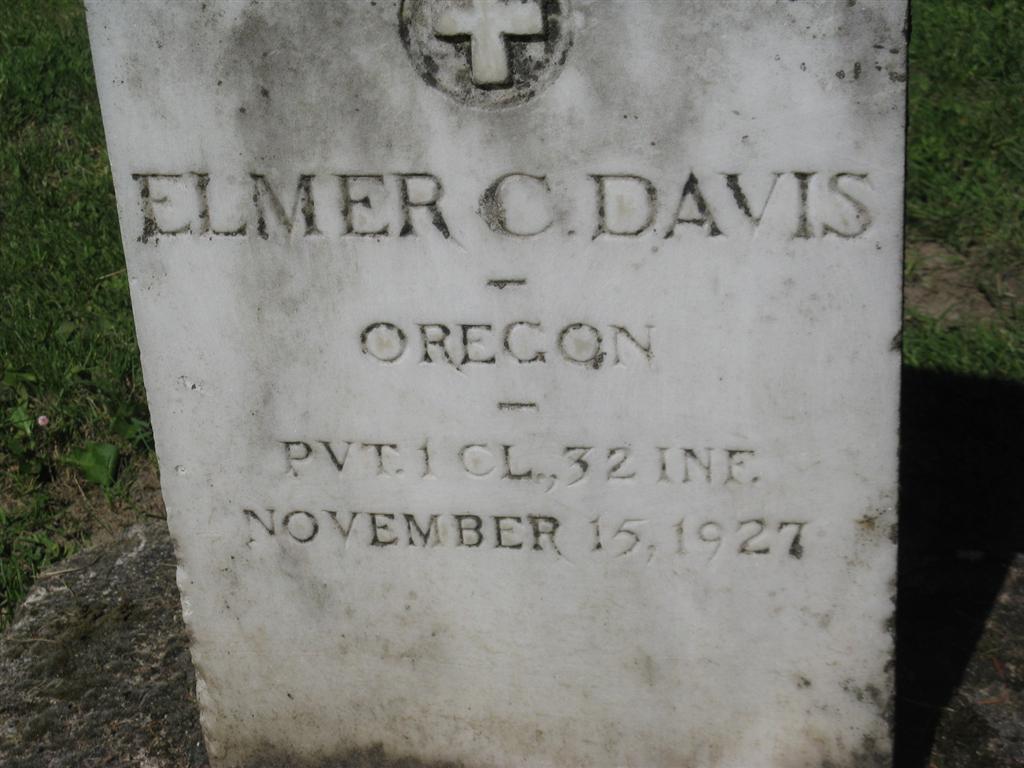 ELMER C. DAVIS
OREGON
PVT. 1 CL., 32 INF.
NOVEMBER 15, 1927